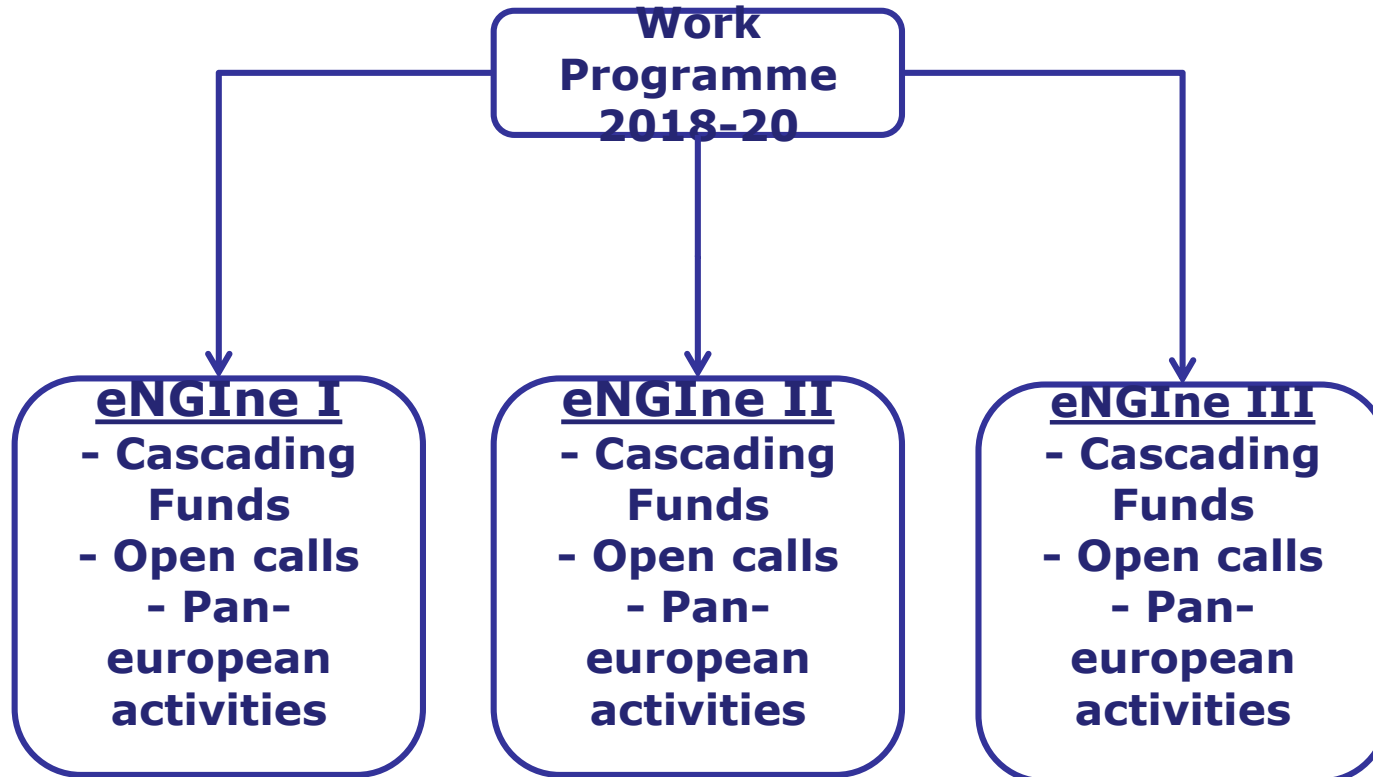 Work
Programme
2018-20
eNGIne I
- Cascading
Funds
- Open calls
- Pan-
european
activities
eNGIne II
- Cascading
Funds
- Open calls
- Pan-
european
activities
eNGIne III
- Cascading
Funds
- Open calls
- Pan-
european
activities